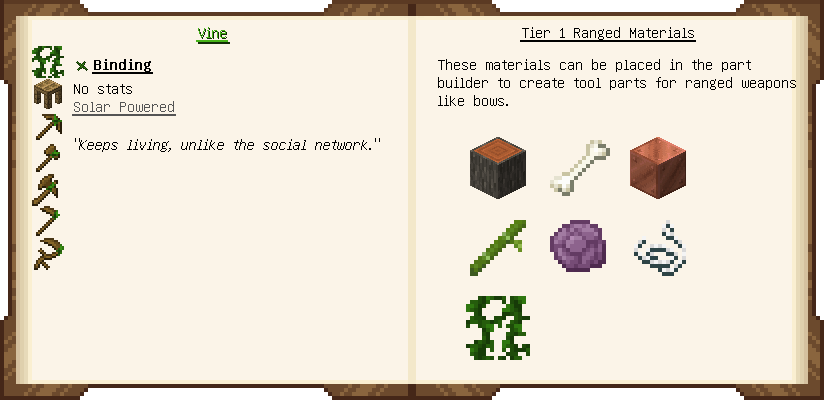 Vine
Binding
No stats
Solar Powered
"Keeps living, unlike the social network."
Tier 1 Ranged Materials
These materials can be placed in the part
builder to create tool parts for ranged weapons
like bows.